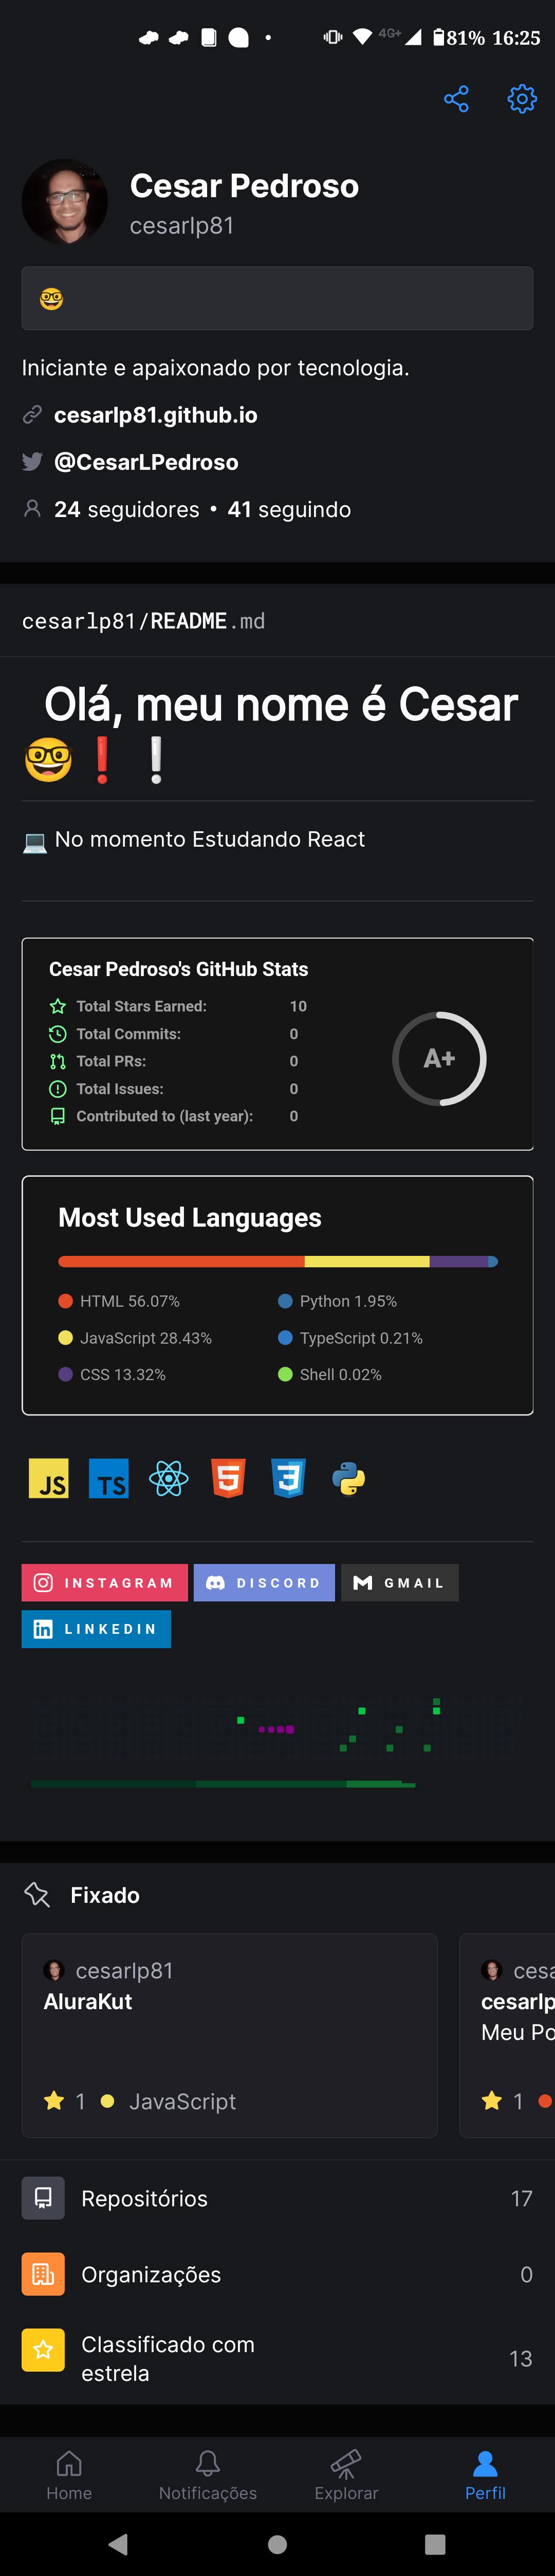 4G+ 81% 16:25
Cesar Pedroso
cesarlp81
Iniciante e apaixonado por tecnologia.
cesarlp81.github.io
@CesarLPedroso
24 seguidores • 41 seguindo
cesarlp81/README.md
Olá, meu nome é Cesar
🤓❗❕
💻 No momento Estudando React
Cesar Pedroso's GitHub Stats
Total Stars Earned: 10
Total Commits: 0
Total PRs: 0
Total Issues: 0
Contributed to (last year): 0
A+
Most Used Languages
HTML 56.07% Python 1.95%
JavaScript 28.43% TypeScript 0.21%
CSS 13.32% Shell 0.02%
JS TS 5 3
INSTAGRAM DISCORD GMAIL
LINKEDIN
Fixado
cesarlp81 cesa
AluraKut cesarlp
Meu Po
1 JavaScript 1
Repositórios 17
Organizações 0
Classificado com
estrela 13
Home Notificações Explorar Perfil